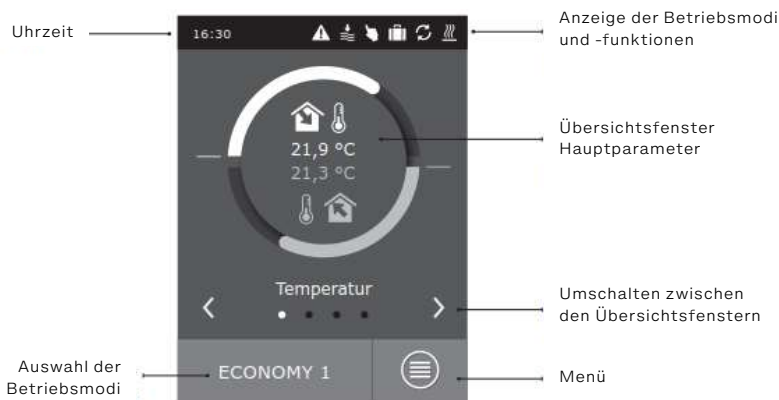 Uhrzeit
16:30
Anzeige der Betriebsmodi
und -funktionen
Übersichtsfenster
Hauptparameter
21,9 °C
21,3 °C
Temperatur
Umschalten zwischen
den Übersichtsfenstern
Auswahl der
Betriebsmodi
ECONOMY 1
Menü